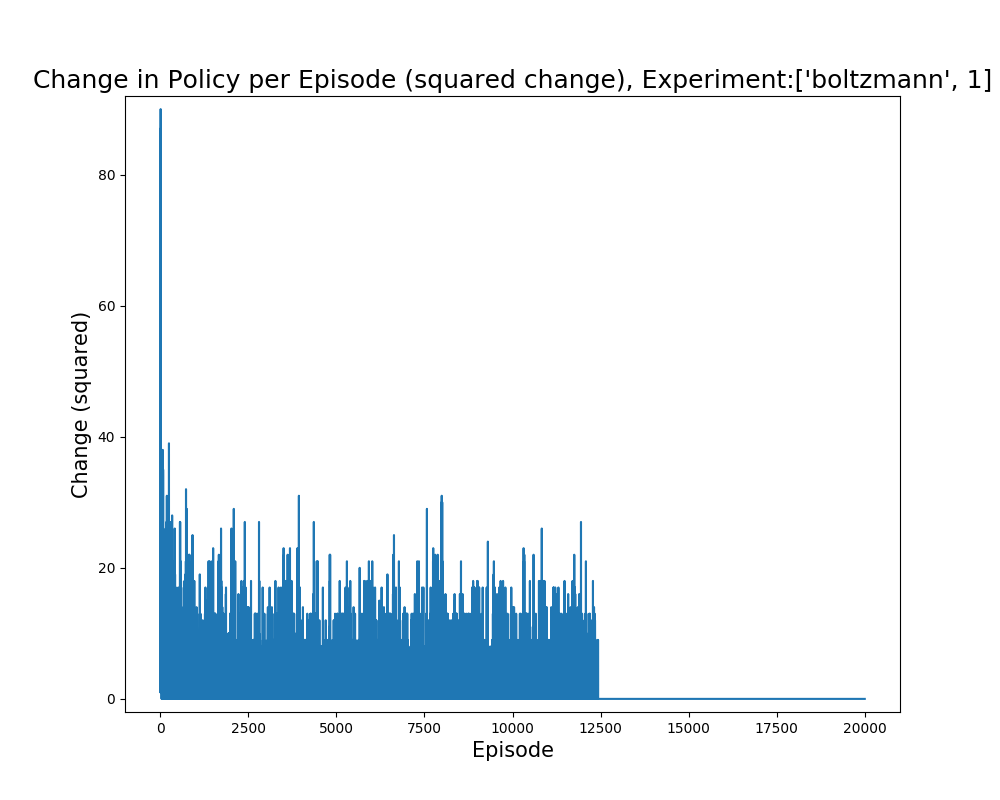 Change in Policy per Episode (squared change), Experiment:['boltzmann', 1]
80
60
40
20
0
Change (squared)
0 2500 5000 7500 10000 12500 15000 17500 20000
Episode